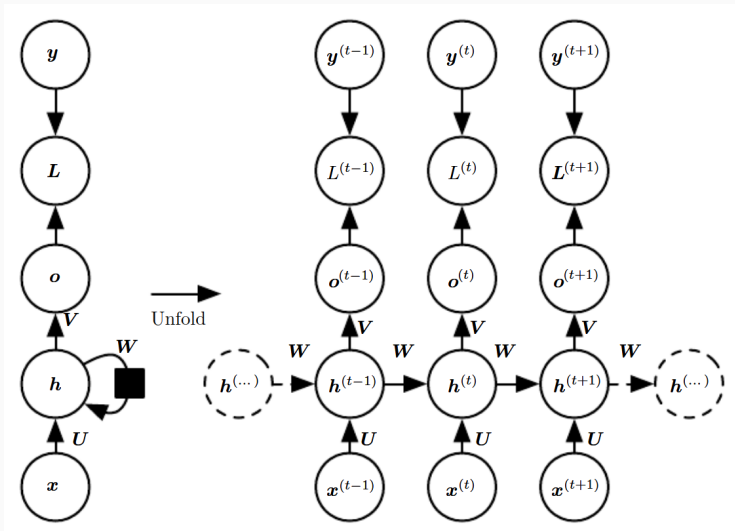 y y^(t−1) y^(t) y^(t+1)
L L^(t−1) L^(t) L^(t+1)
o o^(t−1) o^(t) o^(t+1)
Unfold
V V V V
W W W W W
h h^(...) h^(t−1) h^(t) h^(t+1) h^(...)
U U U U
x x^(t−1) x^(t) x^(t+1)